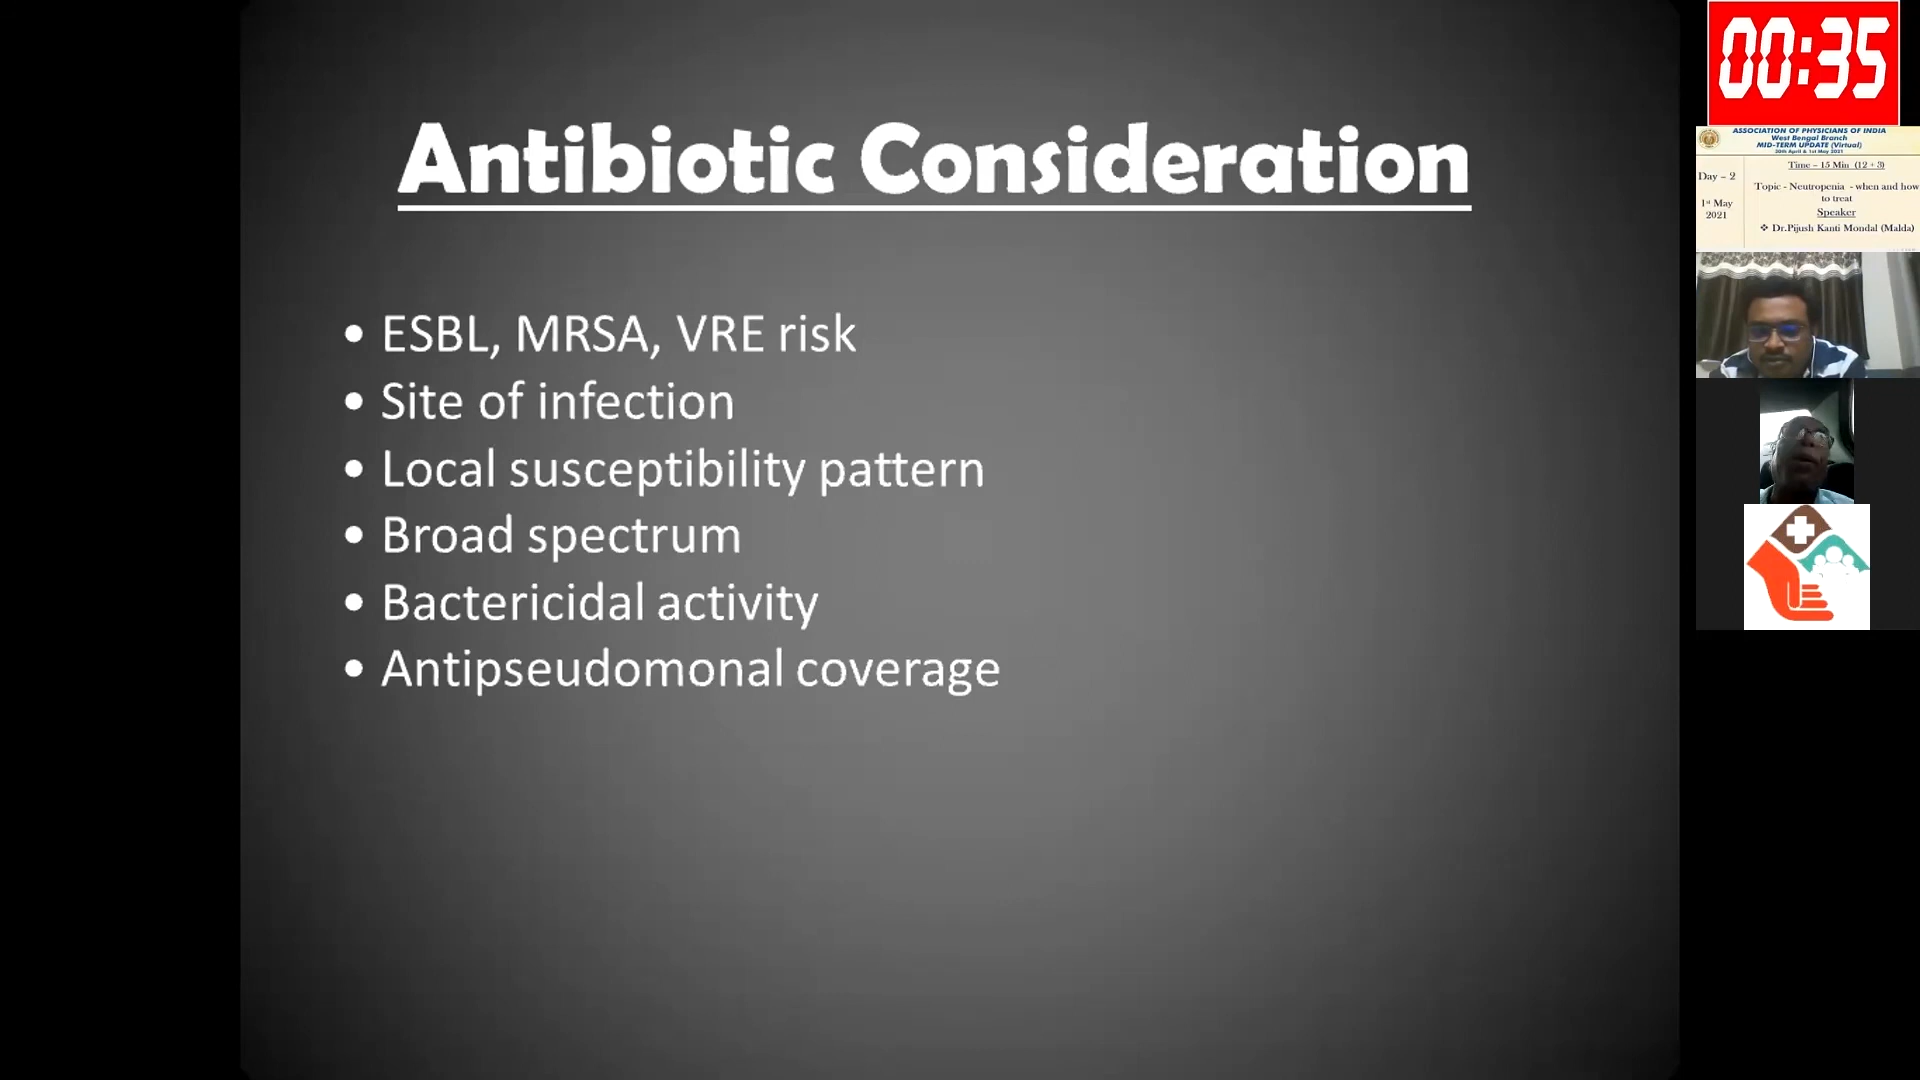 Antibiotic Consideration
• ESBL, MRSA, VRE risk
• Site of infection
• Local susceptibility pattern
• Broad spectrum
• Bactericidal activity
• Antipseudomonal coverage
00:35
ASSOCIATION OF PHYSICIANS OF INDIA
West Bengal Branch
MID-TERM UPDATE (Virtual)
30th April & 1st May 2021
Day – 2
1st May
2021
Time – 15 Min (12 + 3)
Topic - Neutropenia - when and how
to treat
Speaker
❖ Dr.Pijush Kanti Mondal (Malda)